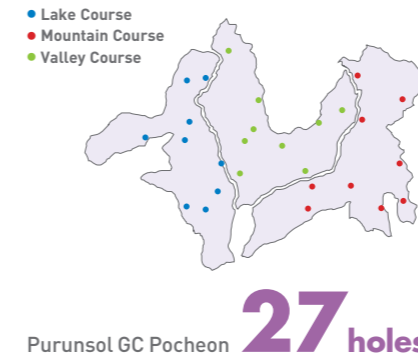 Lake Course
Mountain Course
Valley Course
Purunsol GC Pocheon 27 holes